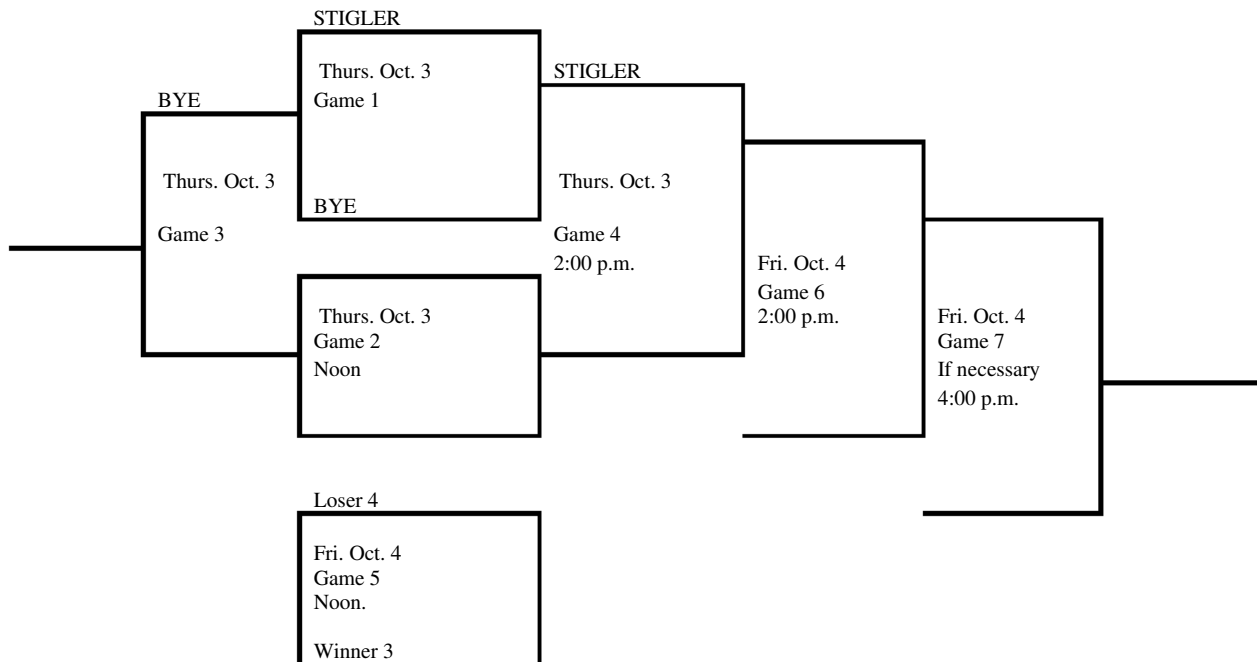 STIGLER
Thurs. Oct. 3
Game 1
BYE
STIGLER
BYE
Thurs. Oct. 3
Game 3
Thurs. Oct. 3
Game 4
2:00 p.m.
Thurs. Oct. 3
Game 2
Noon
Fri. Oct. 4
Game 6
2:00 p.m.
Fri. Oct. 4
Game 7
If necessary
4:00 p.m.
Loser 4
Fri. Oct. 4
Game 5
Noon.
Winner 3